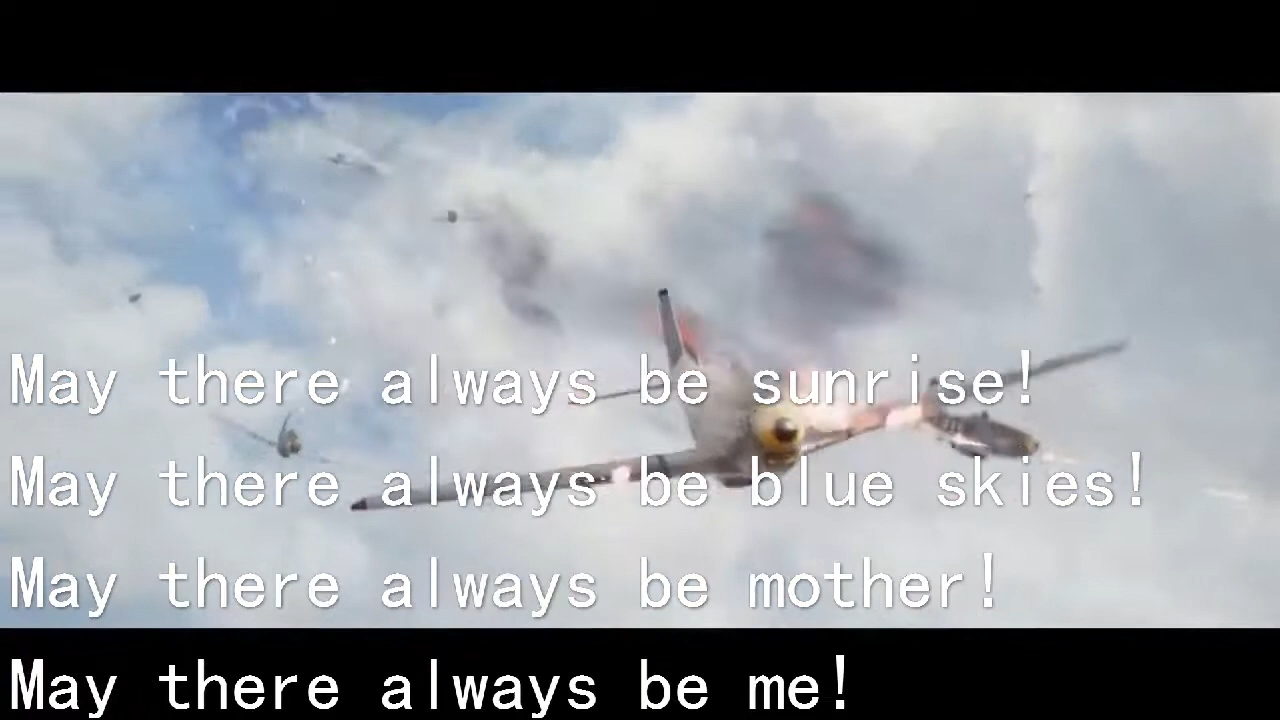 May there always be sunrise!
May there always be blue skies!
May there always be mother!
May there always be me!